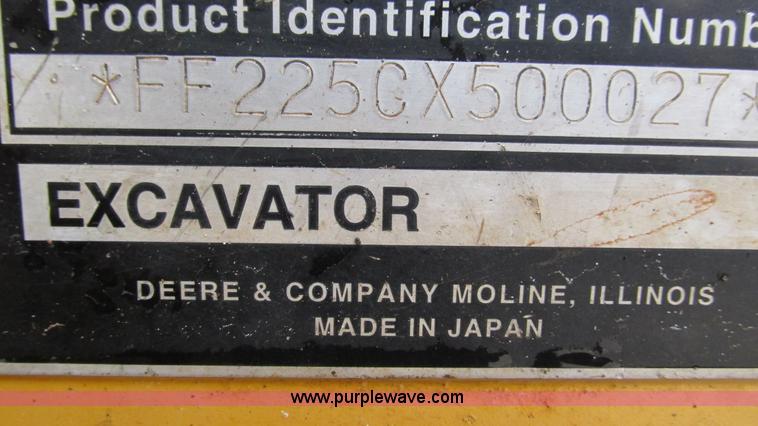 Product Identification Numb
*FF225CX500027*
EXCAVATOR
DEERE & COMPANY MOLINE, ILLINOIS
MADE IN JAPAN
www.purplewave.com